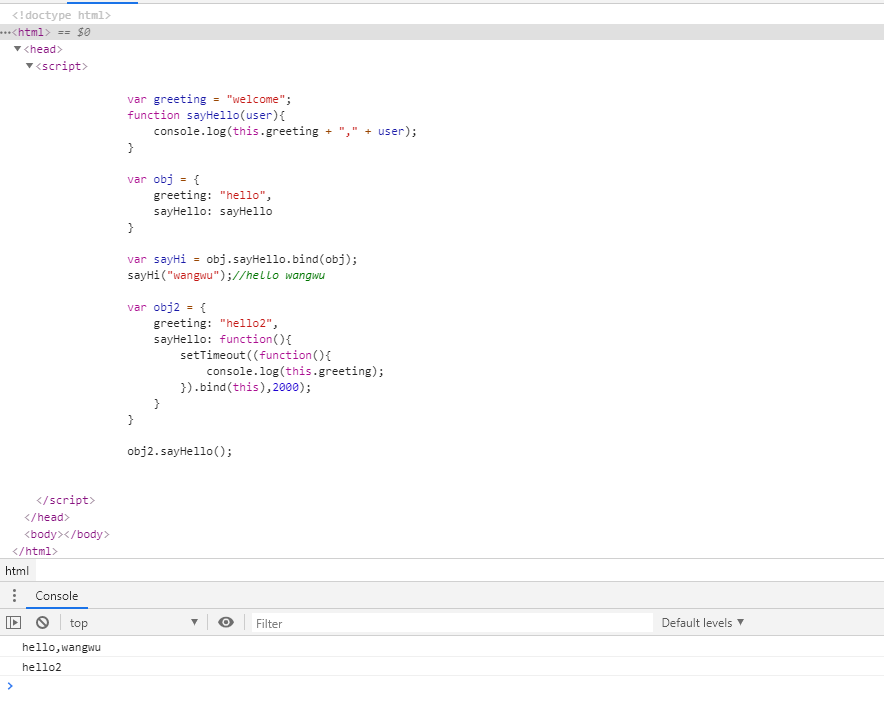 <!doctype html>
···<html> == $0
▼<head>
▼<script>
var greeting = "welcome";
function sayHello(user){
console.log(this.greeting + "," + user);
}
var obj = {
greeting: "hello",
sayHello: sayHello
}
var sayHi = obj.sayHello.bind(obj);
sayHi("wangwu");//hello wangwu
var obj2 = {
greeting: "hello2",
sayHello: function(){
setTimeout((function(){
console.log(this.greeting);
}).bind(this),2000);
}
}
obj2.sayHello();
</script>
</head>
<body></body>
</html>
html
Console
top ▼ Filter Default levels ▼
hello,wangwu
hello2
>